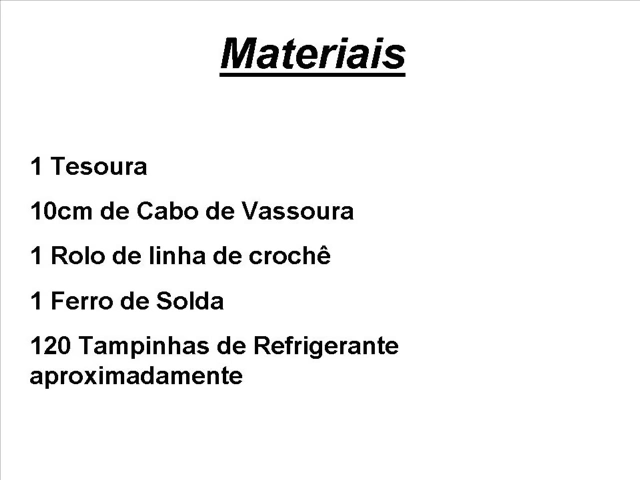 Materiais
1 Tesoura
10cm de Cabo de Vassoura
1 Rolo de linha de crochê
1 Ferro de Solda
120 Tampinhas de Refrigerante
aproximadamente